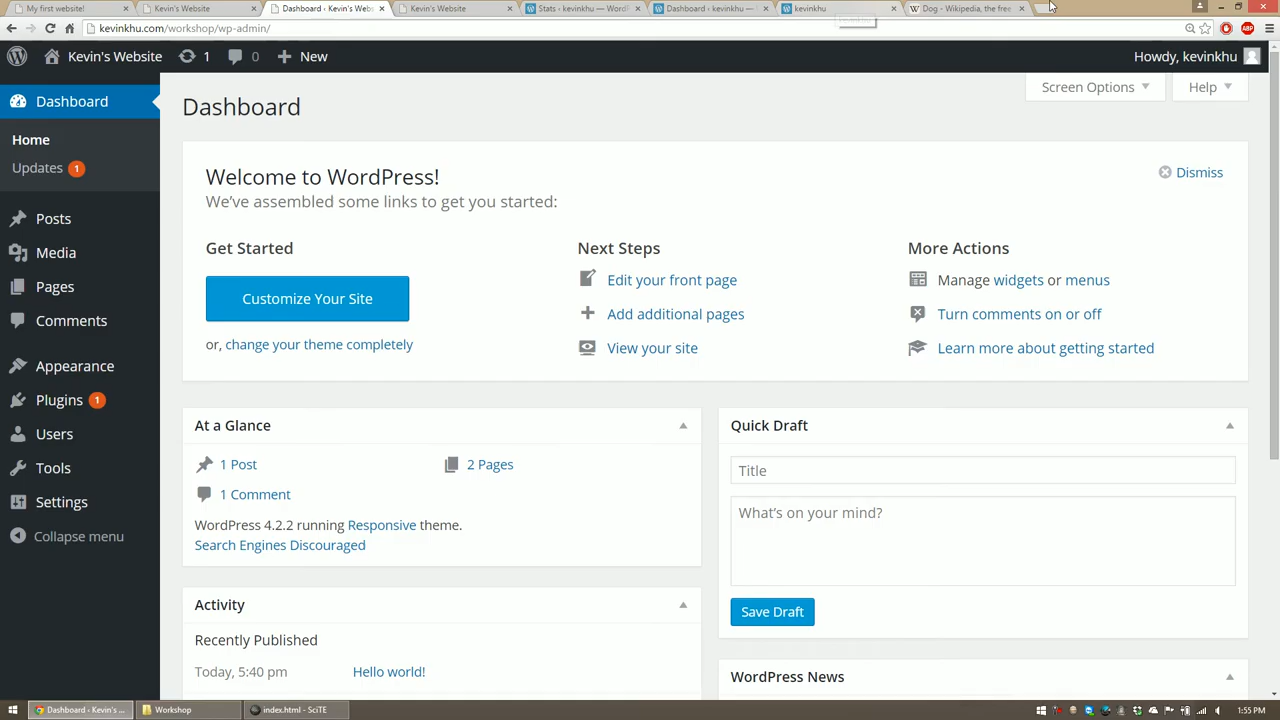 My first website!
Kevin's Website
Dashboard ‹ Kevin's Webs
Kevin's Website
Stats ‹ kevinkhu — WordPr
Dashboard ‹ kevinkhu —
kevinkhu
Dog - Wikipedia, the free
kevinkhu.com/workshop/wp-admin/
Kevin's Website
1
0
New
Howdy, kevinkhu
Dashboard
Home
Updates 1
Posts
Media
Pages
Comments
Appearance
Plugins 1
Users
Tools
Settings
Collapse menu
Screen Options
Help
Dashboard
Welcome to WordPress!
We've assembled some links to get you started:
Dismiss
Get Started
Customize Your Site
or, change your theme completely
Next Steps
Edit your front page
Add additional pages
View your site
More Actions
Manage widgets or menus
Turn comments on or off
Learn more about getting started
At a Glance
1 Post
2 Pages
1 Comment
WordPress 4.2.2 running Responsive theme.
Search Engines Discouraged
Activity
Recently Published
Today, 5:40 pm
Hello world!
Quick Draft
Title
What's on your mind?
Save Draft
WordPress News
Dashboard ‹ Kevin's ...
Workshop
index.html - SciTE
1:55 PM